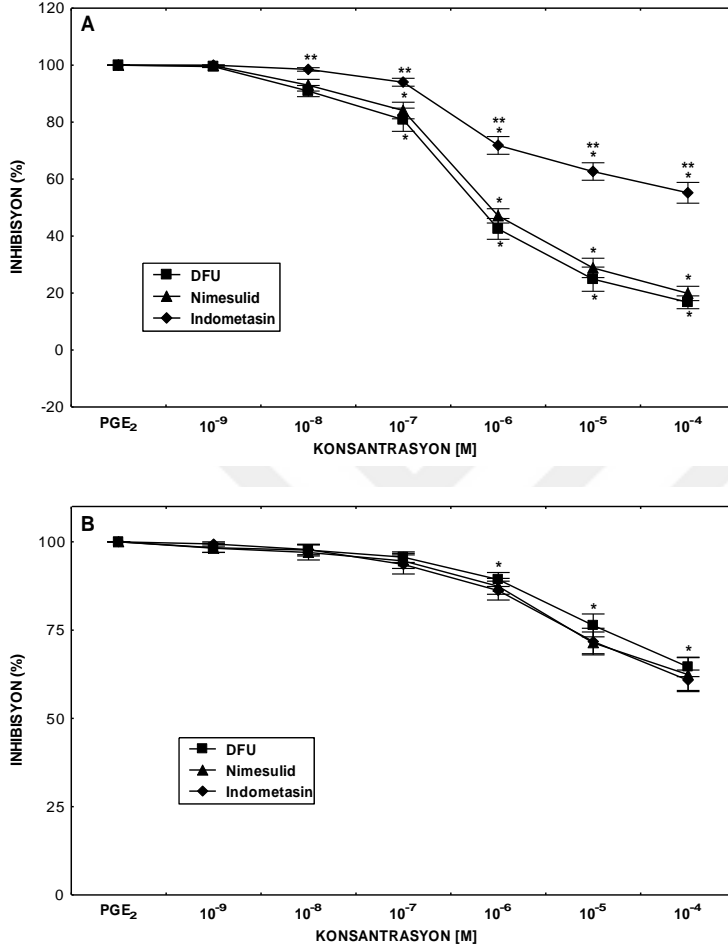 120
A
** **
100
*
80
*
**
*
**
*
**
*
60
*
*
40
*
*
20
*
*
0
-20
INHIBISYON (%)
DFU
Nimesulid
Indometasin
PGE₂ 10⁻⁹ 10⁻⁸ 10⁻⁷ 10⁻⁶ 10⁻⁵ 10⁻⁴
KONSANTRASYON [M]
B
100
*
*
75
*
50
25
0
INHIBISYON (%)
DFU
Nimesulid
Indometasin
PGE₂ 10⁻⁹ 10⁻⁸ 10⁻⁷ 10⁻⁶ 10⁻⁵ 10⁻⁴
KONSANTRASYON [M]